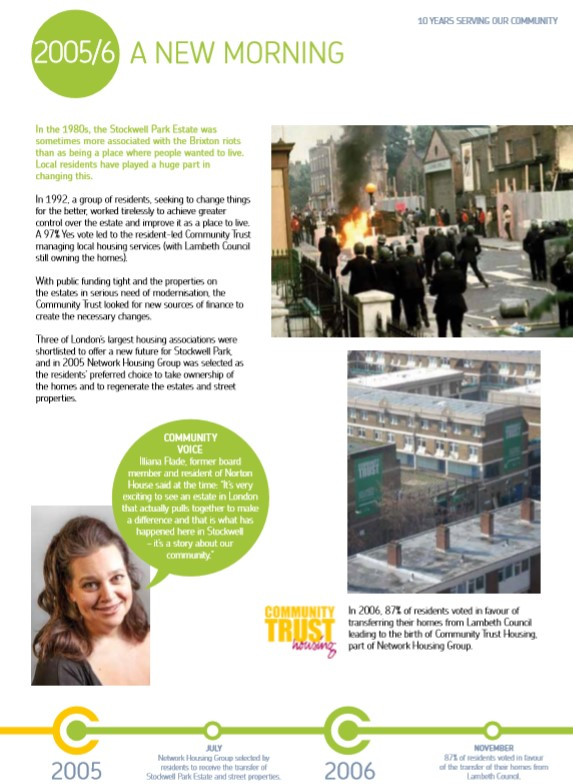 10 YEARS SERVING OUR COMMUNITY
2005/6 A NEW MORNING
In the 1980s, the Stockwell Park Estate was
sometimes more associated with the Brixton riots
than as being a place where people wanted to live.
Local residents have played a huge part in
changing this.
In 1992, a group of residents, seeking to change things
for the better, worked tirelessly to achieve greater
control over the estate and improve it as a place to live.
A 97% Yes vote led to the resident-led Community Trust
managing local housing services (with Lambeth Council
still owning the homes).
With public funding tight and the properties on
the estates in serious need of modernisation, the
Community Trust looked for new sources of finance to
create the necessary changes.
Three of London's largest housing associations were
shortlisted to offer a new future for Stockwell Park,
and in 2005 Network Housing Group was selected as
the residents' preferred choice to take ownership of
the homes and to regenerate the estates and street
properties.
COMMUNITY
VOICE
Illiana Flade, former board
member and resident of Norton
House said at the time: "It's very
exciting to see an estate in London
that actually pulls together to make
a difference and that is what has
happened here in Stockwell
– it's a story about our
community."
TRUST
COMMUNITY
TRUST
housing
In 2006, 87% of residents voted in favour of
transferring their homes from Lambeth Council
leading to the birth of Community Trust Housing,
part of Network Housing Group.
2005
JULY
Network Housing Group selected by
residents to receive the transfer of
Stockwell Park Estate and street properties.
2006
NOVEMBER
87% of residents voted in favour
of the transfer of their homes from
Lambeth Council.